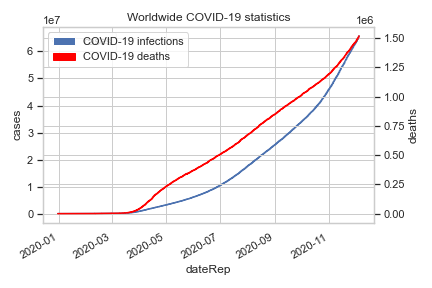 Worldwide COVID-19 statistics
1e7
1e6
COVID-19 infections
COVID-19 deaths
6
5
4
3
2
1
0
cases
1.50
1.25
1.00
0.75
0.50
0.25
0.00
deaths
2020-01
2020-03
2020-05
2020-07
2020-09
2020-11
dateRep